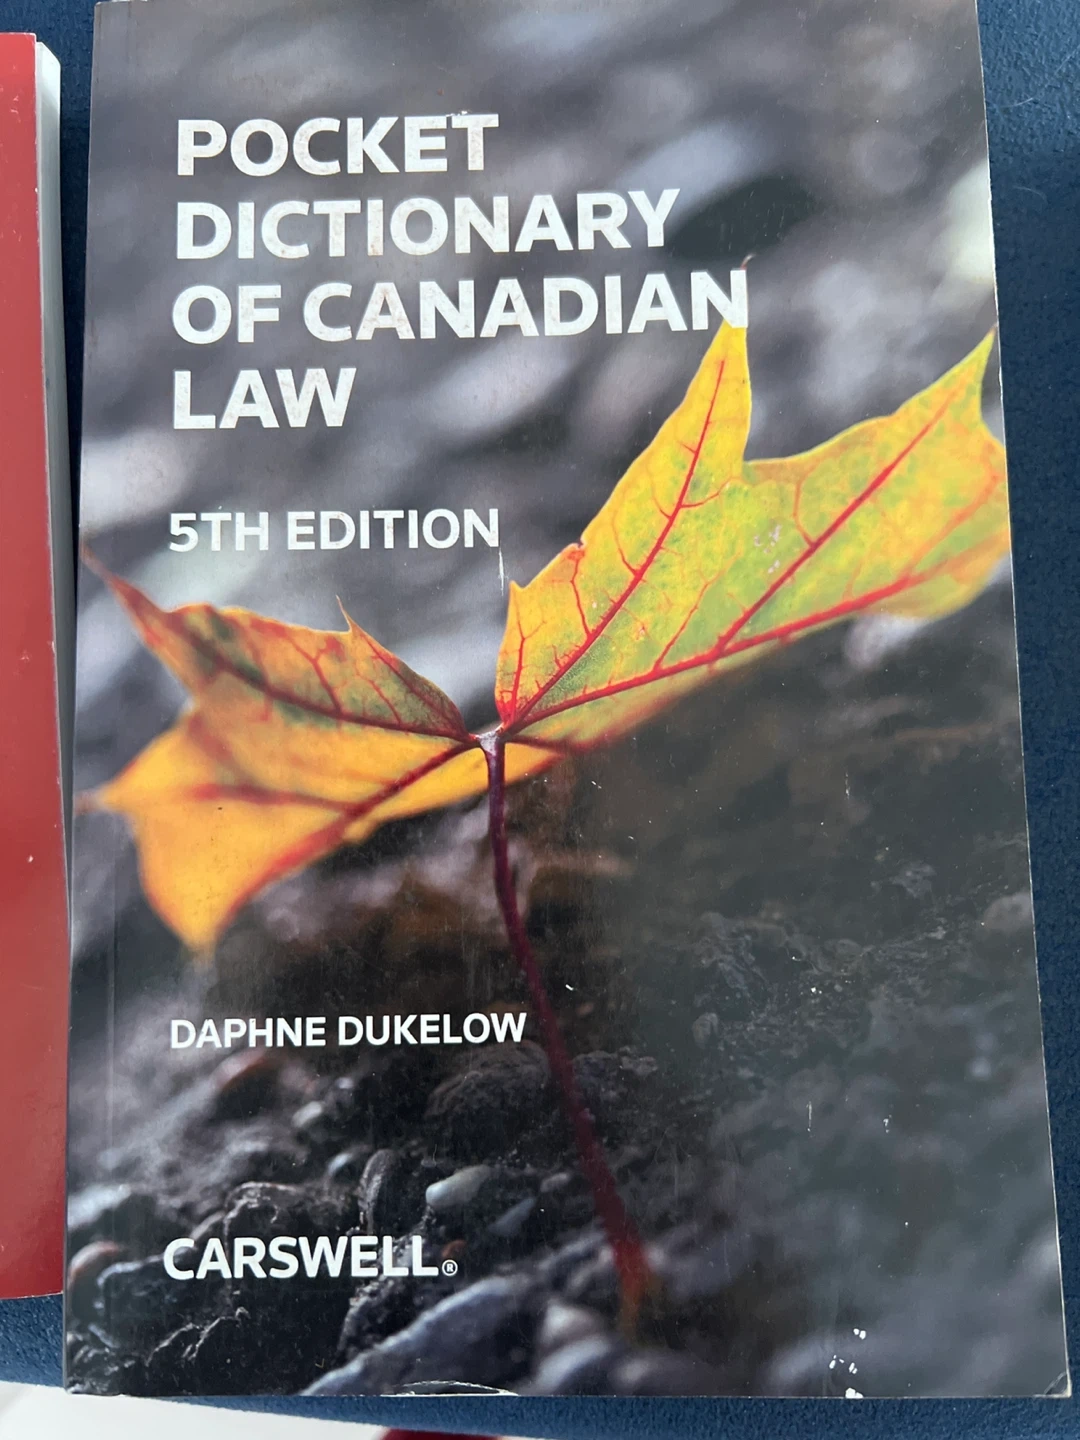 POCKET
DICTIONARY
OF CANADIAN
LAW
5TH EDITION
DAPHNE DUKELOW
CARSWELL®